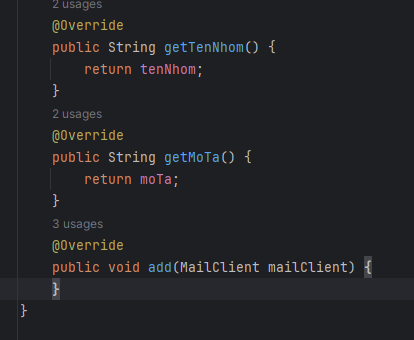 2 usages
@Override
public String getTenNhom() {
return tenNhom;
}
2 usages
@Override
public String getMoTa() {
return moTa;
}
3 usages
@Override
public void add(MailClient mailClient) {
}
}